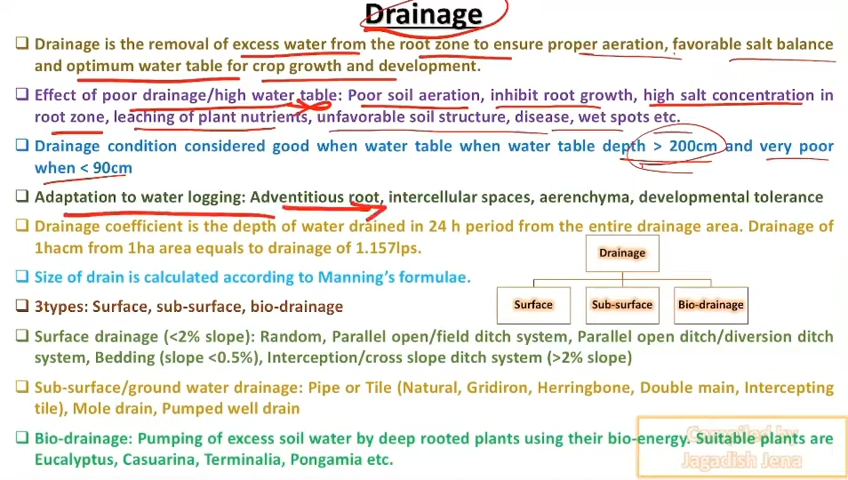 Drainage
Drainage is the removal of excess water from the root zone to ensure proper aeration, favorable salt balance
and optimum water table for crop growth and development.
Effect of poor drainage/high water table: Poor soil aeration, inhibit root growth, high salt concentration in
root zone, leaching of plant nutrients, unfavorable soil structure, disease, wet spots etc.
Drainage condition considered good when water table when water table depth > 200cm and very poor
when < 90cm
Adaptation to water logging: Adventitious root, intercellular spaces, aerenchyma, developmental tolerance
Drainage coefficient is the depth of water drained in 24 h period from the entire drainage area. Drainage of
1hacm from 1ha area equals to drainage of 1.157lps.
Size of drain is calculated according to Manning's formulae.
3types: Surface, sub-surface, bio-drainage
Drainage
Surface
Sub-surface
Bio-drainage
Surface drainage (<2% slope): Random, Parallel open/field ditch system, Parallel open ditch/diversion ditch
system, Bedding (slope <0.5%), Interception/cross slope ditch system (>2% slope)
Sub-surface/ground water drainage: Pipe or Tile (Natural, Gridiron, Herringbone, Double main, Intercepting
tile), Mole drain, Pumped well drain
Bio-drainage: Pumping of excess soil water by deep rooted plants using their bio-energy. Suitable plants are
Eucalyptus, Casuarina, Terminalia, Pongamia etc.
Compiled by
Jagadish Jena